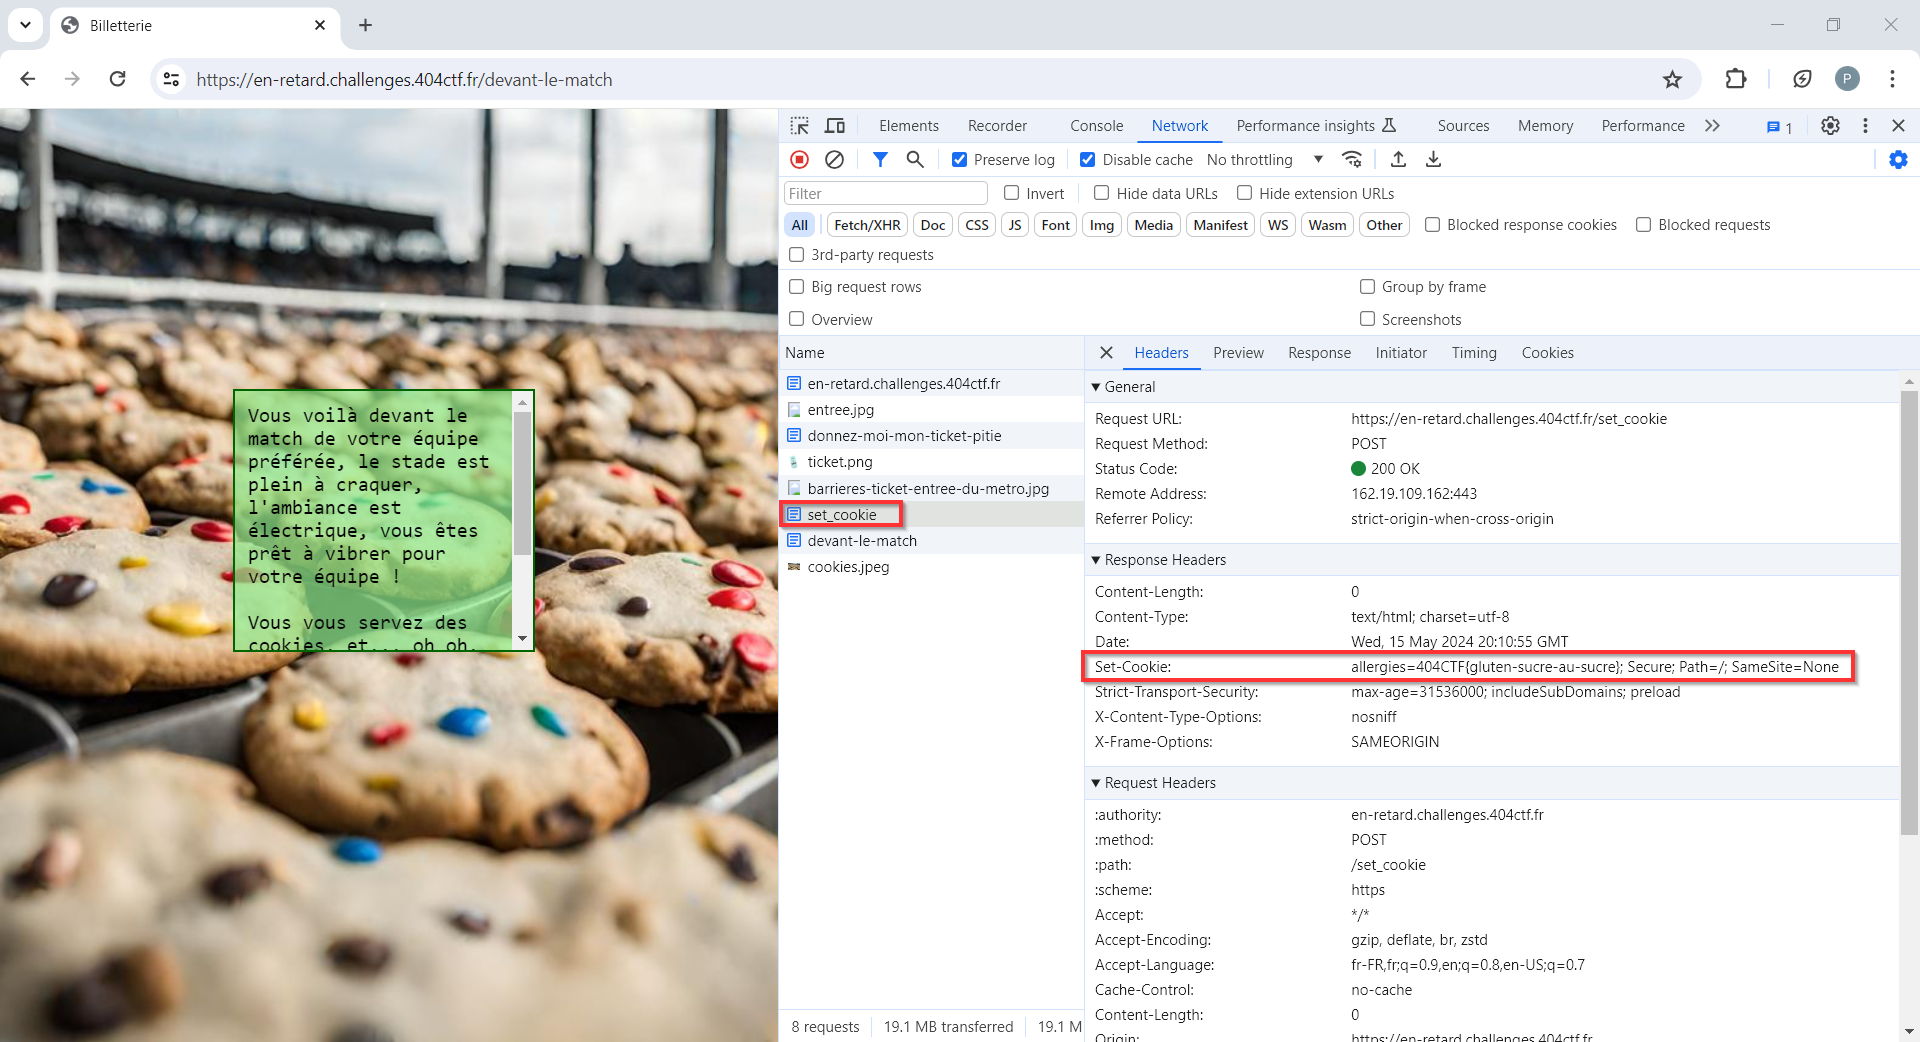 Billetterie
https://en-retard.challenges.404ctf.fr/devant-le-match
P
Elements Recorder Console Network Performance insights Sources Memory Performance 1
Preserve log Disable cache No throttling
Filter Invert Hide data URLs Hide extension URLs
All Fetch/XHR Doc CSS JS Font Img Media Manifest WS Wasm Other Blocked response cookies Blocked requests
3rd-party requests
Big request rows Group by frame
Overview Screenshots
Name
en-retard.challenges.404ctf.fr
entree.jpg
donnez-moi-mon-ticket-pitie
ticket.png
barrieres-ticket-entree-du-metro.jpg
set_cookie
devant-le-match
cookies.jpeg
8 requests 19.1 MB transferred 19.1 M
Headers Preview Response Initiator Timing Cookies
General
Request URL: https://en-retard.challenges.404ctf.fr/set_cookie
Request Method: POST
Status Code: 200 OK
Remote Address: 162.19.109.162:443
Referrer Policy: strict-origin-when-cross-origin
Response Headers
Content-Length: 0
Content-Type: text/html; charset=utf-8
Date: Wed, 15 May 2024 20:10:55 GMT
Set-Cookie: allergies=404CTF{gluten-sucre-au-sucre}; Secure; Path=/; SameSite=None
Strict-Transport-Security: max-age=31536000; includeSubDomains; preload
X-Content-Type-Options: nosniff
X-Frame-Options: SAMEORIGIN
Request Headers
:authority: en-retard.challenges.404ctf.fr
:method: POST
:path: /set_cookie
:scheme: https
Accept: */*
Accept-Encoding: gzip, deflate, br, zstd
Accept-Language: fr-FR,fr;q=0.9,en;q=0.8,en-US;q=0.7
Cache-Control: no-cache
Content-Length: 0
Origin: https://en-retard.challenges.404ctf.fr
Vous voilà devant le
match de votre équipe
préférée, le stade est
plein à craquer,
l'ambiance est
électrique, vous êtes
prêt à vibrer pour
votre équipe !
Vous vous servez des
cookies, et... oh oh,